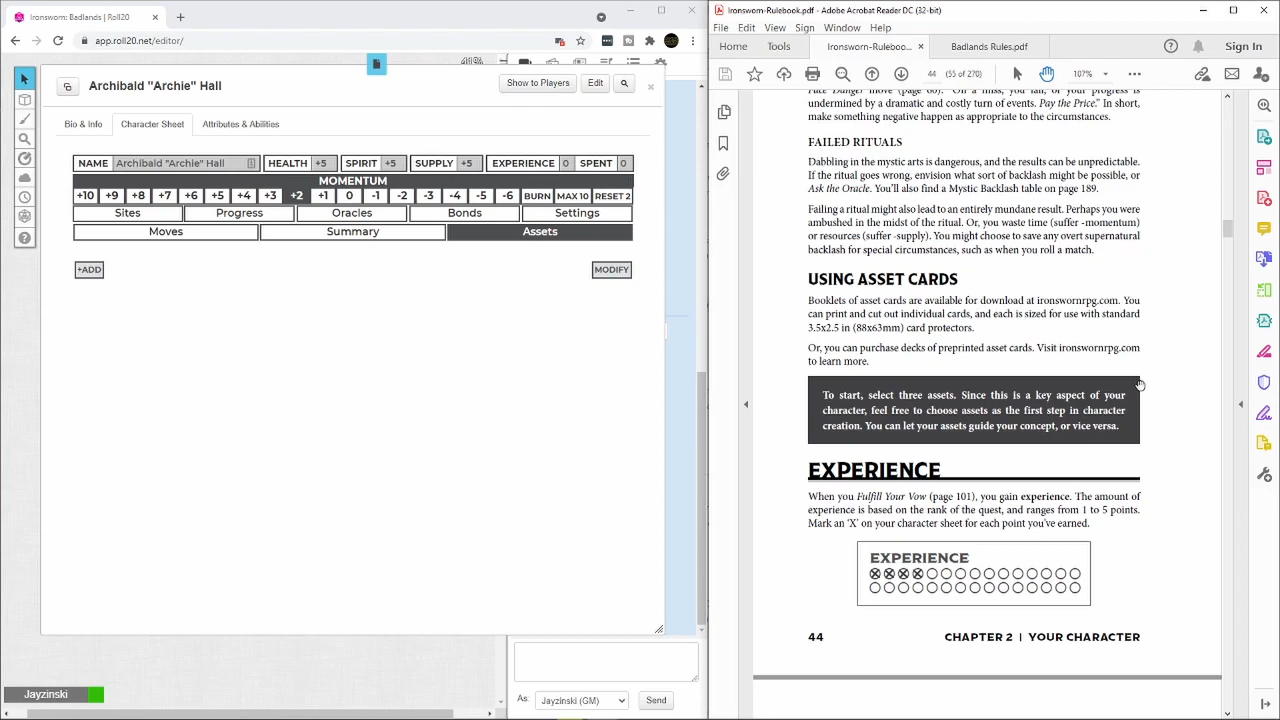 Ironsworn: Badlands | Roll20
app.roll20.net/editor/
Archibald "Archie" Hall
Show to Players
Edit
Bio & Info
Character Sheet
Attributes & Abilities
NAME Archibald "Archie" Hall HEALTH +5 SPIRIT +5 SUPPLY +5 EXPERIENCE 0 SPENT 0
MOMENTUM
+10 +9 +8 +7 +6 +5 +4 +3 +2 +1 0 -1 -2 -3 -4 -5 -6 BURN MAX 10 RESET 2
Sites Progress Oracles Bonds Settings
Moves Summary Assets
+ADD
MODIFY
As:
Jayzinski (GM)
Send
Jayzinski
Ironsworn-Rulebook.pdf - Adobe Acrobat Reader DC (32-bit)
File Edit View Sign Window Help
Home Tools Ironsworn-Ruleboo... Badlands Rules.pdf Sign In
44 (55 of 270) 107%
Face Danger move (page 60). "On a miss, you fail, or your progress is
undermined by a dramatic and costly turn of events. Pay the Price." In short,
make something negative happen as appropriate to the circumstances.
FAILED RITUALS
Dabbling in the mystic arts is dangerous, and the results can be unpredictable.
If the ritual goes wrong, envision what sort of backlash might be possible, or
Ask the Oracle. You'll also find a Mystic Backlash table on page 189.
Failing a ritual might also lead to an entirely mundane result. Perhaps you were
ambushed in the midst of the ritual. Or, you waste time (suffer -momentum)
or resources (suffer -supply). You might choose to save any overt supernatural
backlash for special circumstances, such as when you roll a match.
USING ASSET CARDS
Booklets of asset cards are available for download at ironswornrpg.com. You
can print and cut out individual cards, and each is sized for use with standard
3.5x2.5 in (88x63mm) card protectors.
Or, you can purchase decks of preprinted asset cards. Visit ironswornrpg.com
to learn more.
To start, select three assets. Since this is a key aspect of your
character, feel free to choose assets as the first step in character
creation. You can let your assets guide your concept, or vice versa.
EXPERIENCE
When you Fulfill Your Vow (page 101), you gain experience. The amount of
experience is based on the rank of the quest, and ranges from 1 to 5 points.
Mark an 'X' on your character sheet for each point you've earned.
EXPERIENCE
44
CHAPTER 2 | YOUR CHARACTER